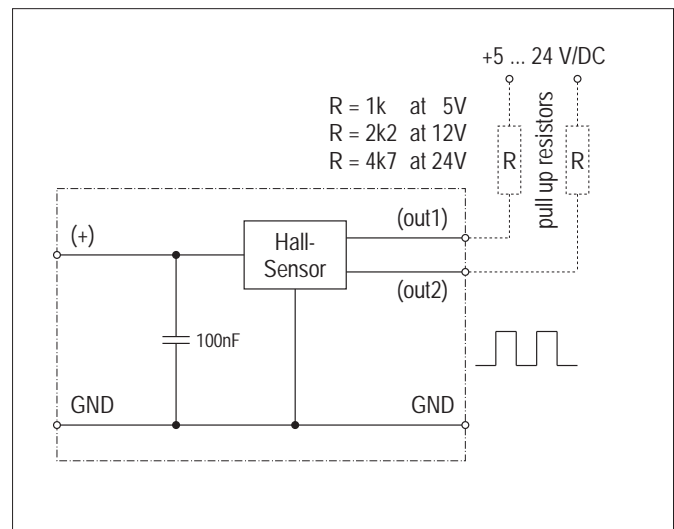 +5 ... 24 V/DC
R = 1k at 5V
R = 2k2 at 12V
R = 4k7 at 24V
R
pull up resistors
R
(+)
Hall-
Sensor
(out1)
(out2)
100nF
GND
GND